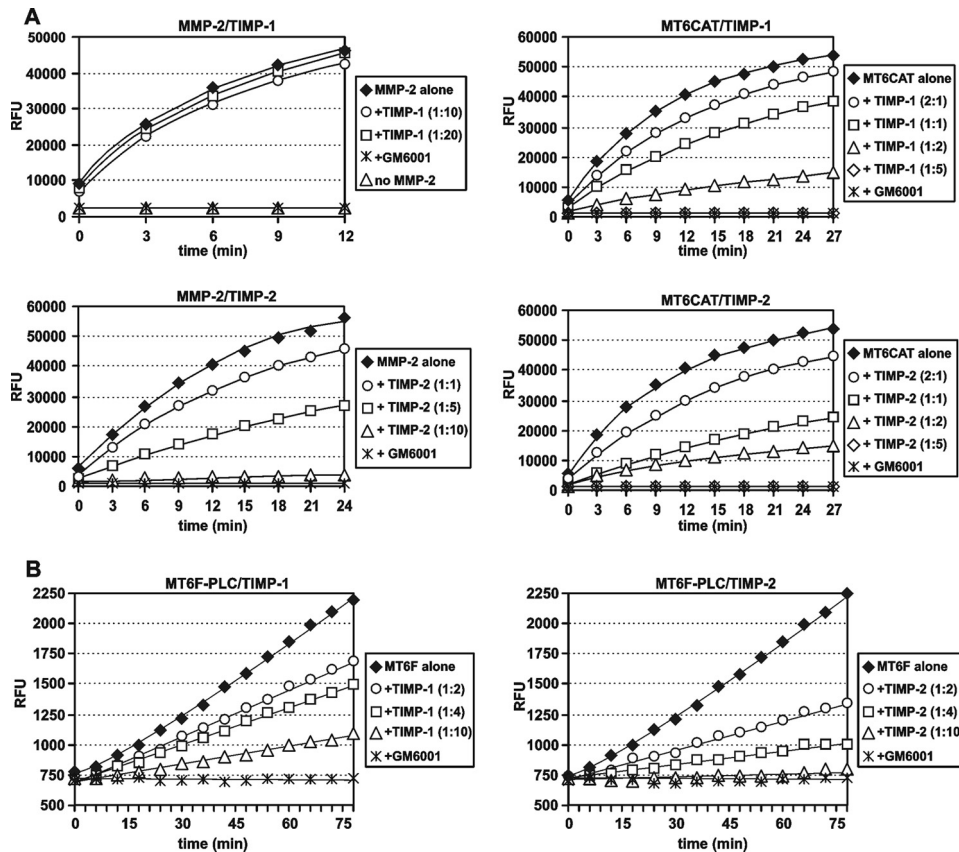 A
MMP-2/TIMP-1
50000
40000
30000
20000
10000
0
RFU
0 3 6 9 12
time (min)
MMP-2 alone
+TIMP-1 (1:10)
+TIMP-1 (1:20)
+GM6001
no MMP-2
MT6CAT/TIMP-1
60000
50000
40000
30000
20000
10000
0
RFU
0 3 6 9 12 15 18 21 24 27
time (min)
MT6CAT alone
+ TIMP-1 (2:1)
+ TIMP-1 (1:1)
+ TIMP-1 (1:2)
+ TIMP-1 (1:5)
+ GM6001
MMP-2/TIMP-2
60000
50000
40000
30000
20000
10000
0
RFU
0 3 6 9 12 15 18 21 24
time (min)
MMP-2 alone
+ TIMP-2 (1:1)
+ TIMP-2 (1:5)
+ TIMP-2 (1:10)
+ GM6001
MT6CAT/TIMP-2
60000
50000
40000
30000
20000
10000
0
RFU
0 3 6 9 12 15 18 21 24 27
time (min)
MT6CAT alone
+ TIMP-2 (2:1)
+ TIMP-2 (1:1)
+ TIMP-2 (1:2)
+ TIMP-2 (1:5)
+ GM6001
B
MT6F-PLC/TIMP-1
2250
2000
1750
1500
1250
1000
750
500
RFU
0 15 30 45 60 75
time (min)
MT6F alone
+TIMP-1 (1:2)
+TIMP-1 (1:4)
+TIMP-1 (1:10)
+GM6001
MT6F-PLC/TIMP-2
2250
2000
1750
1500
1250
1000
750
500
RFU
0 15 30 45 60 75
time (min)
MT6F alone
+TIMP-2 (1:2)
+TIMP-2 (1:4)
+TIMP-2 (1:10)
+GM6001